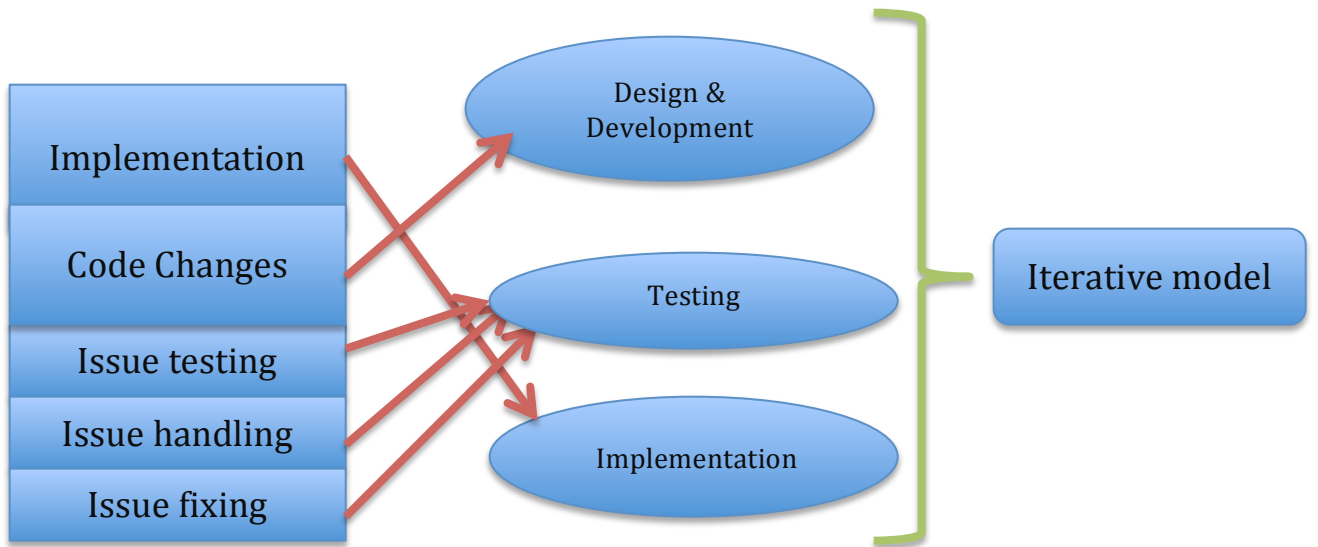 Implementation
Code Changes
Issue testing
Issue handling
Issue fixing
Design &
Development
Testing
Implementation
Iterative model